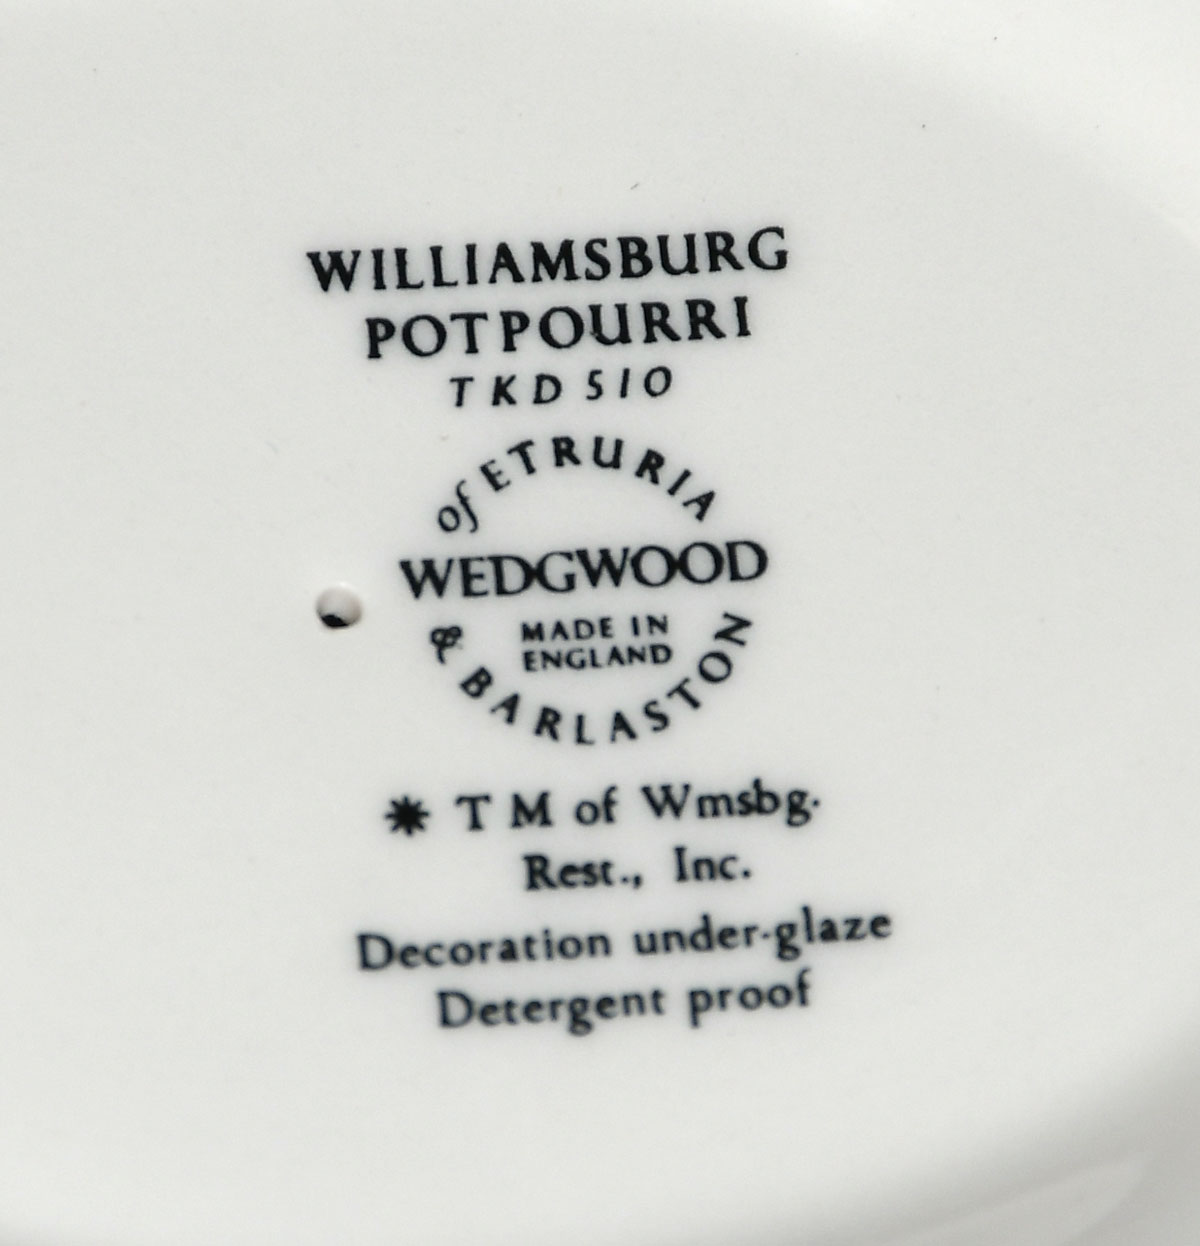 WILLIAMSBURG
POTPOURRI
TKD 510
of ETRURIA
WEDGWOOD
MADE IN
ENGLAND
& BARLASTON
✷ T M of Wmsbg.
Rest., Inc.
Decoration under-glaze
Detergent proof